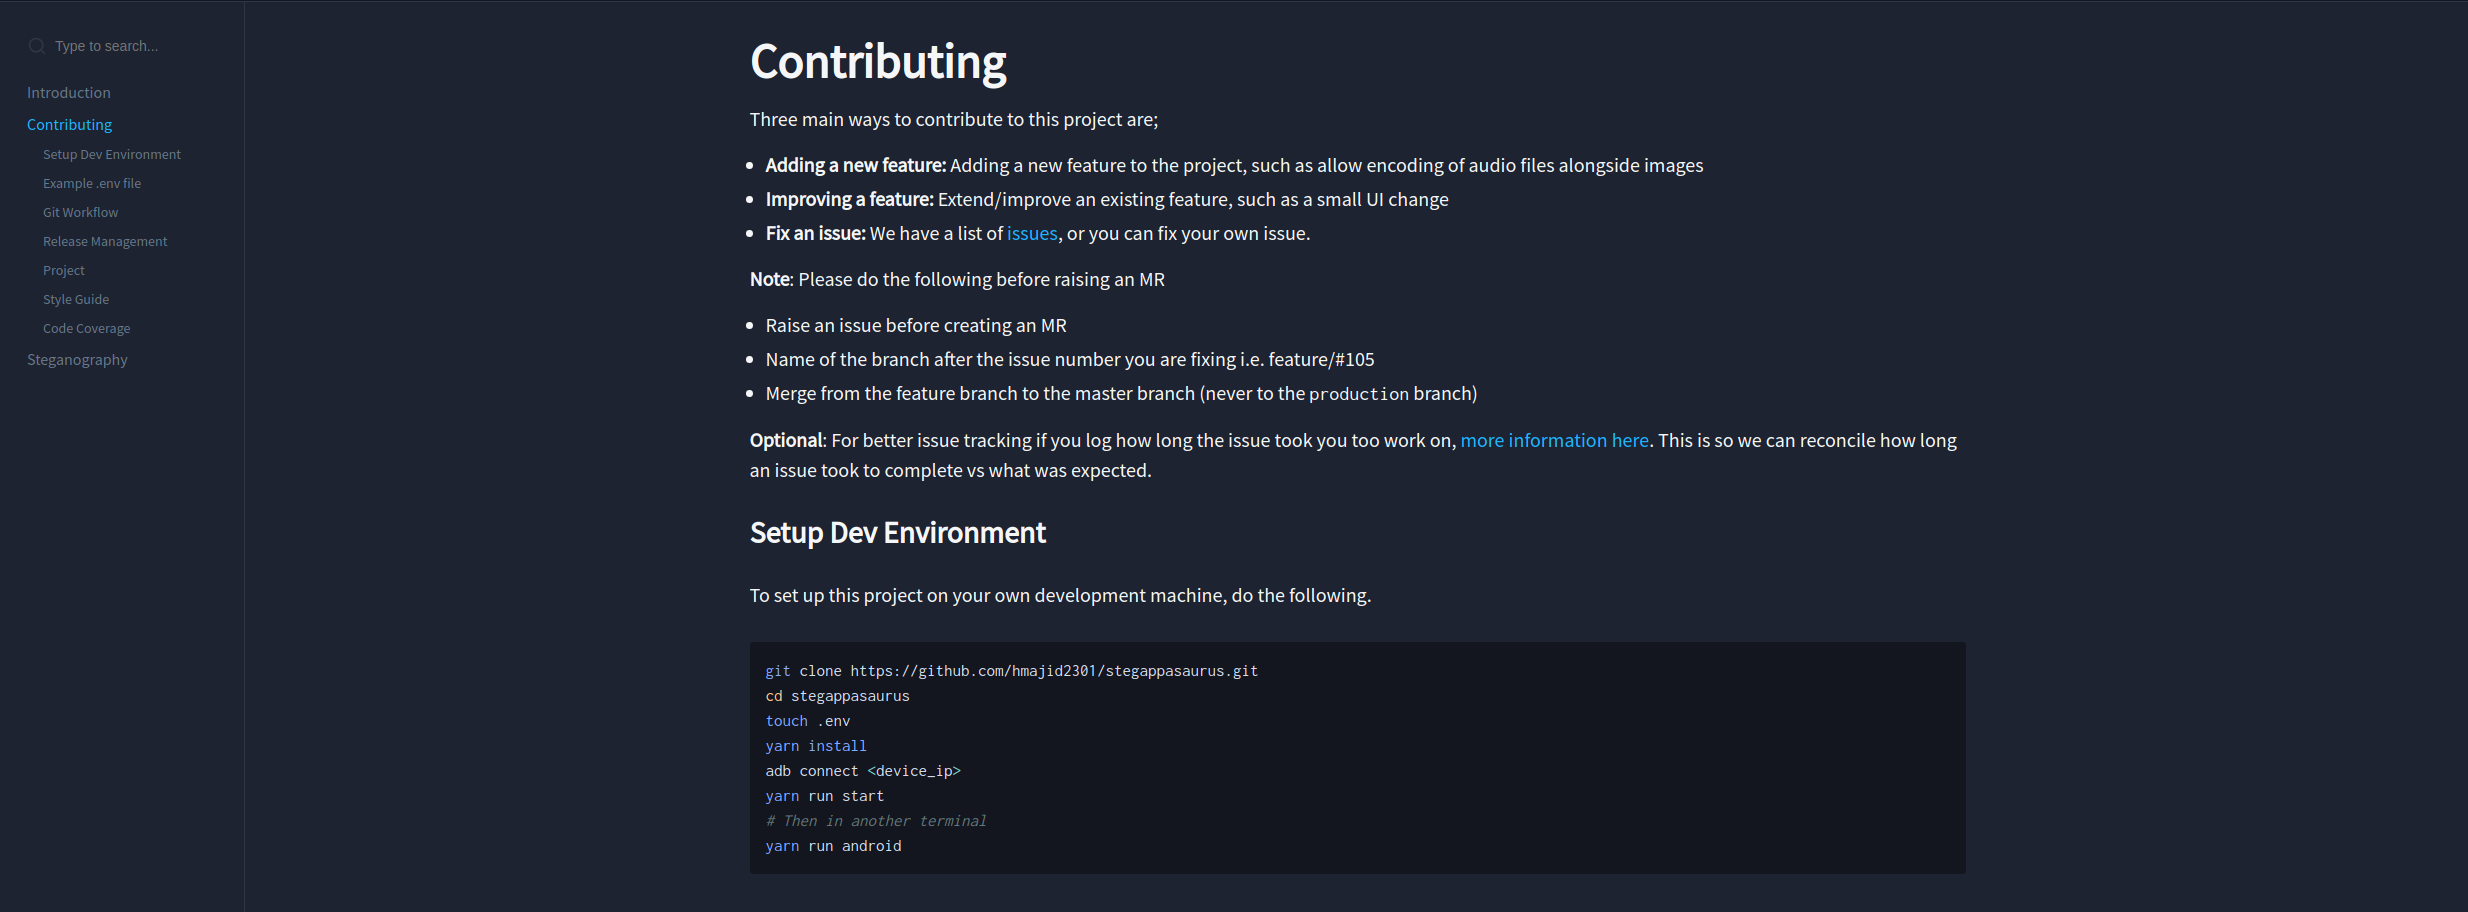 Type to search...
Introduction
Contributing
Setup Dev Environment
Example .env file
Git Workflow
Release Management
Project
Style Guide
Code Coverage
Steganography
Contributing
Three main ways to contribute to this project are;
Adding a new feature: Adding a new feature to the project, such as allow encoding of audio files alongside images
Improving a feature: Extend/improve an existing feature, such as a small UI change
Fix an issue: We have a list of issues, or you can fix your own issue.
Note: Please do the following before raising an MR
Raise an issue before creating an MR
Name of the branch after the issue number you are fixing i.e. feature/#105
Merge from the feature branch to the master branch (never to the production branch)
Optional: For better issue tracking if you log how long the issue took you too work on, more information here. This is so we can reconcile how long
an issue took to complete vs what was expected.
Setup Dev Environment
To set up this project on your own development machine, do the following.
git clone https://github.com/hmajid2301/stegappasaurus.git
cd stegappasaurus
touch .env
yarn install
adb connect <device_ip>
yarn run start
# Then in another terminal
yarn run android